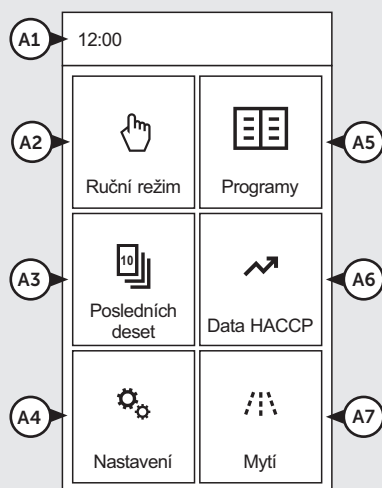 A1
12:00
A2
Ruční režim
A5
Programy
A3
10
Posledních
deset
A6
Data HACCP
A4
Nastavení
A7
Mytí